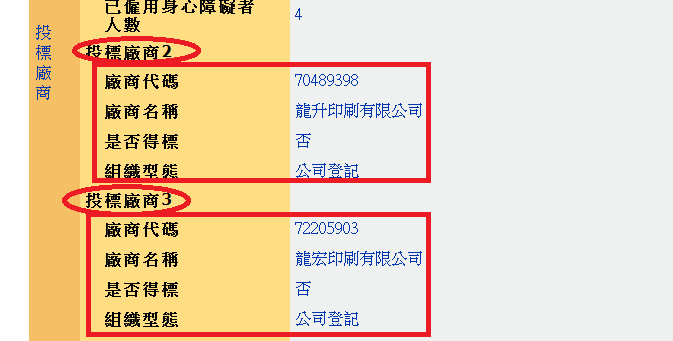 已僱用身心障礙者
人數 4
投標廠商
投標廠商2
廠商代碼 70489398
廠商名稱 龍升印刷有限公司
是否得標 否
組織型態 公司登記
投標廠商3
廠商代碼 72205903
廠商名稱 龍宏印刷有限公司
是否得標 否
組織型態 公司登記